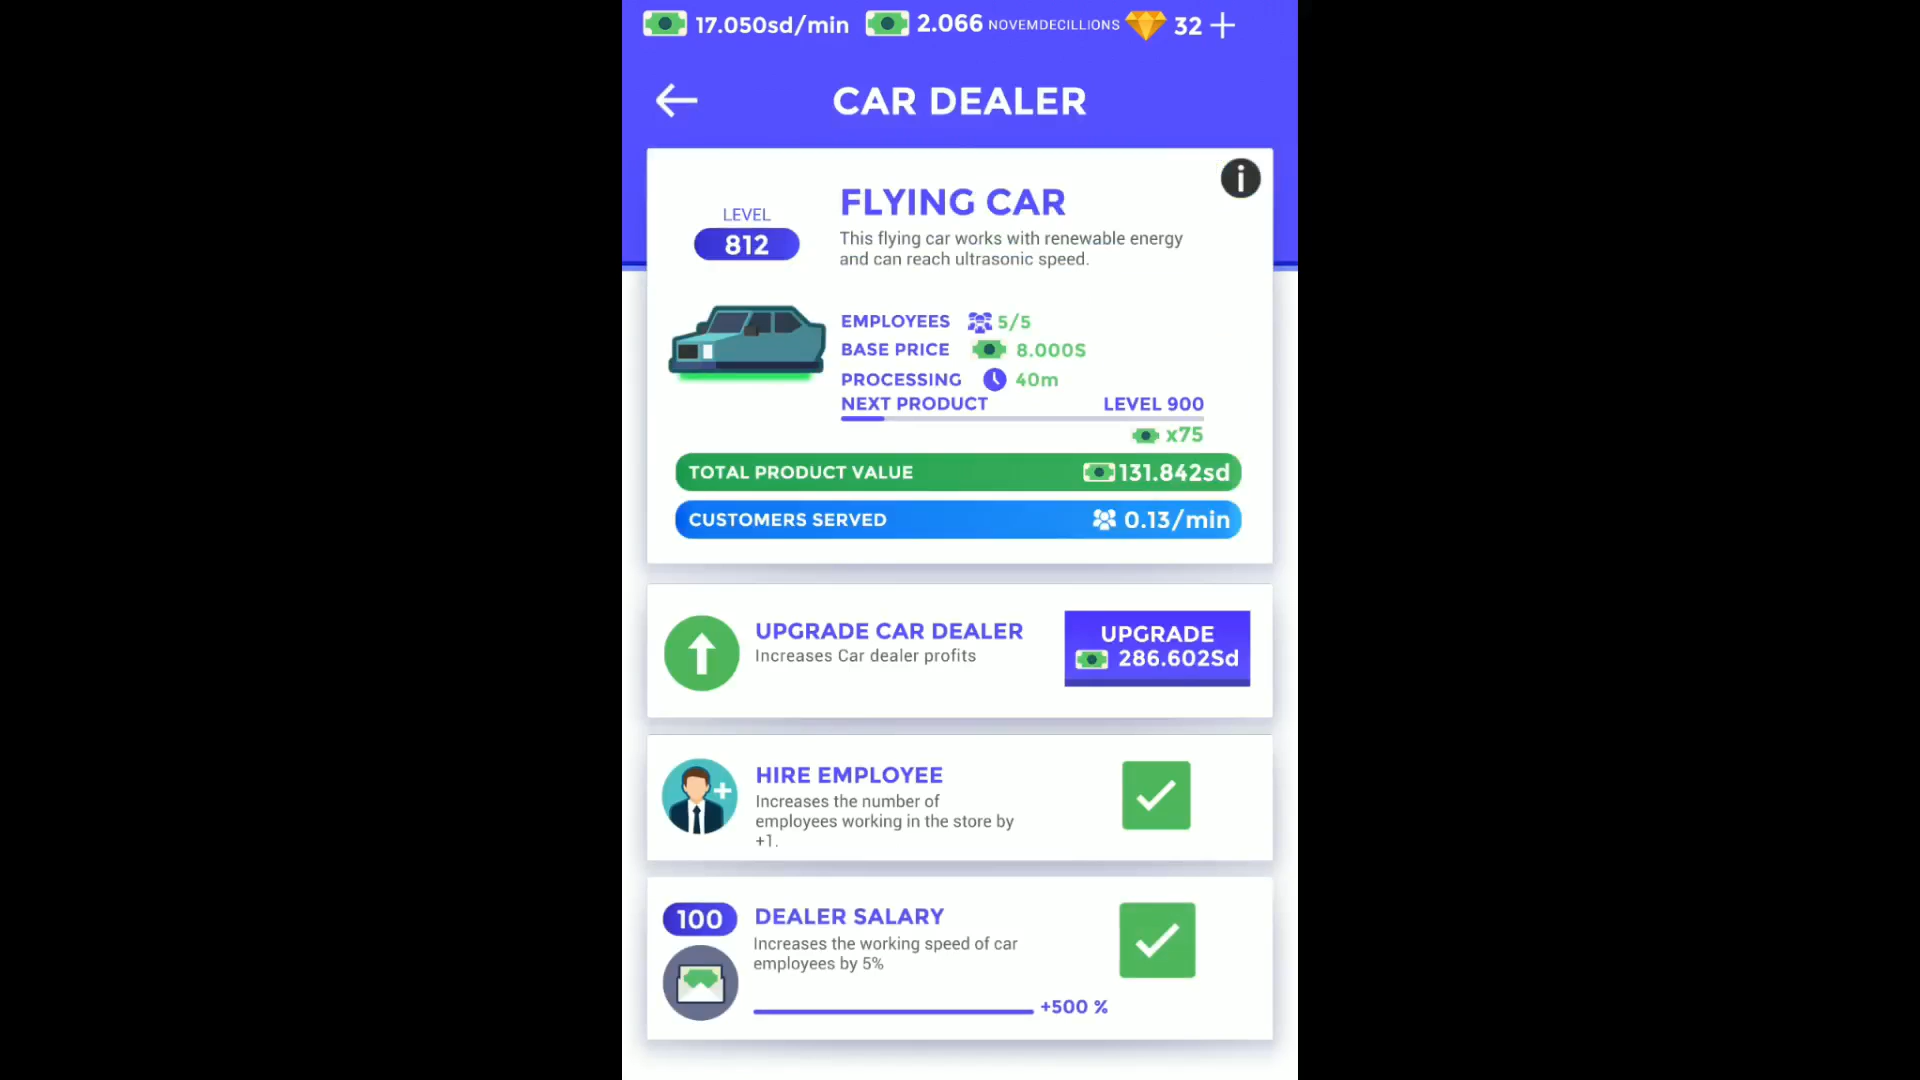 17.050sd/min 2.066 NOVEMDECILLIONS 32
CAR DEALER
LEVEL
812
FLYING CAR
This flying car works with renewable energy
and can reach ultrasonic speed.
EMPLOYEES 5/5
BASE PRICE 8.000S
PROCESSING 40m
NEXT PRODUCT LEVEL 900
x75
TOTAL PRODUCT VALUE 131.842sd
CUSTOMERS SERVED 0.13/min
UPGRADE CAR DEALER
Increases Car dealer profits
UPGRADE
286.602Sd
HIRE EMPLOYEE
Increases the number of
employees working in the store by
+1.
100
DEALER SALARY
Increases the working speed of car
employees by 5%
+500 %